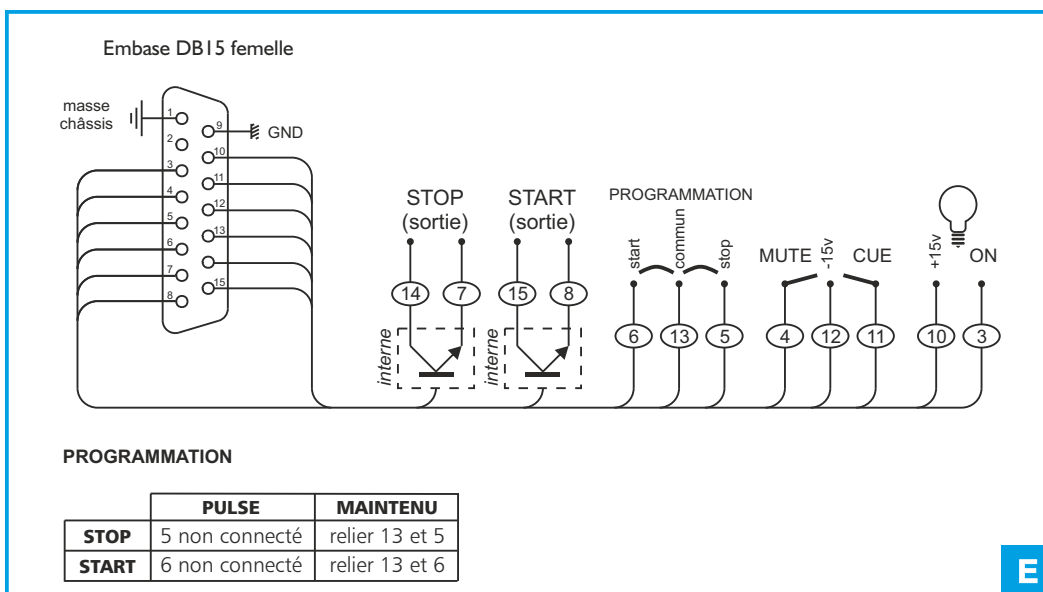 Embase DB15 femelle
masse
châssis
1
2
3
4
5
6
7
8
9
10
11
12
13
15
GND
STOP
(sortie)
START
(sortie)
PROGRAMMATION
start
commun
stop
MUTE
-15v
CUE
+15v
ON
14
7
15
8
6
13
5
4
12
11
10
3
interne
interne
PROGRAMMATION
PULSE MAINTENU
STOP 5 non connecté relier 13 et 5
START 6 non connecté relier 13 et 6
E